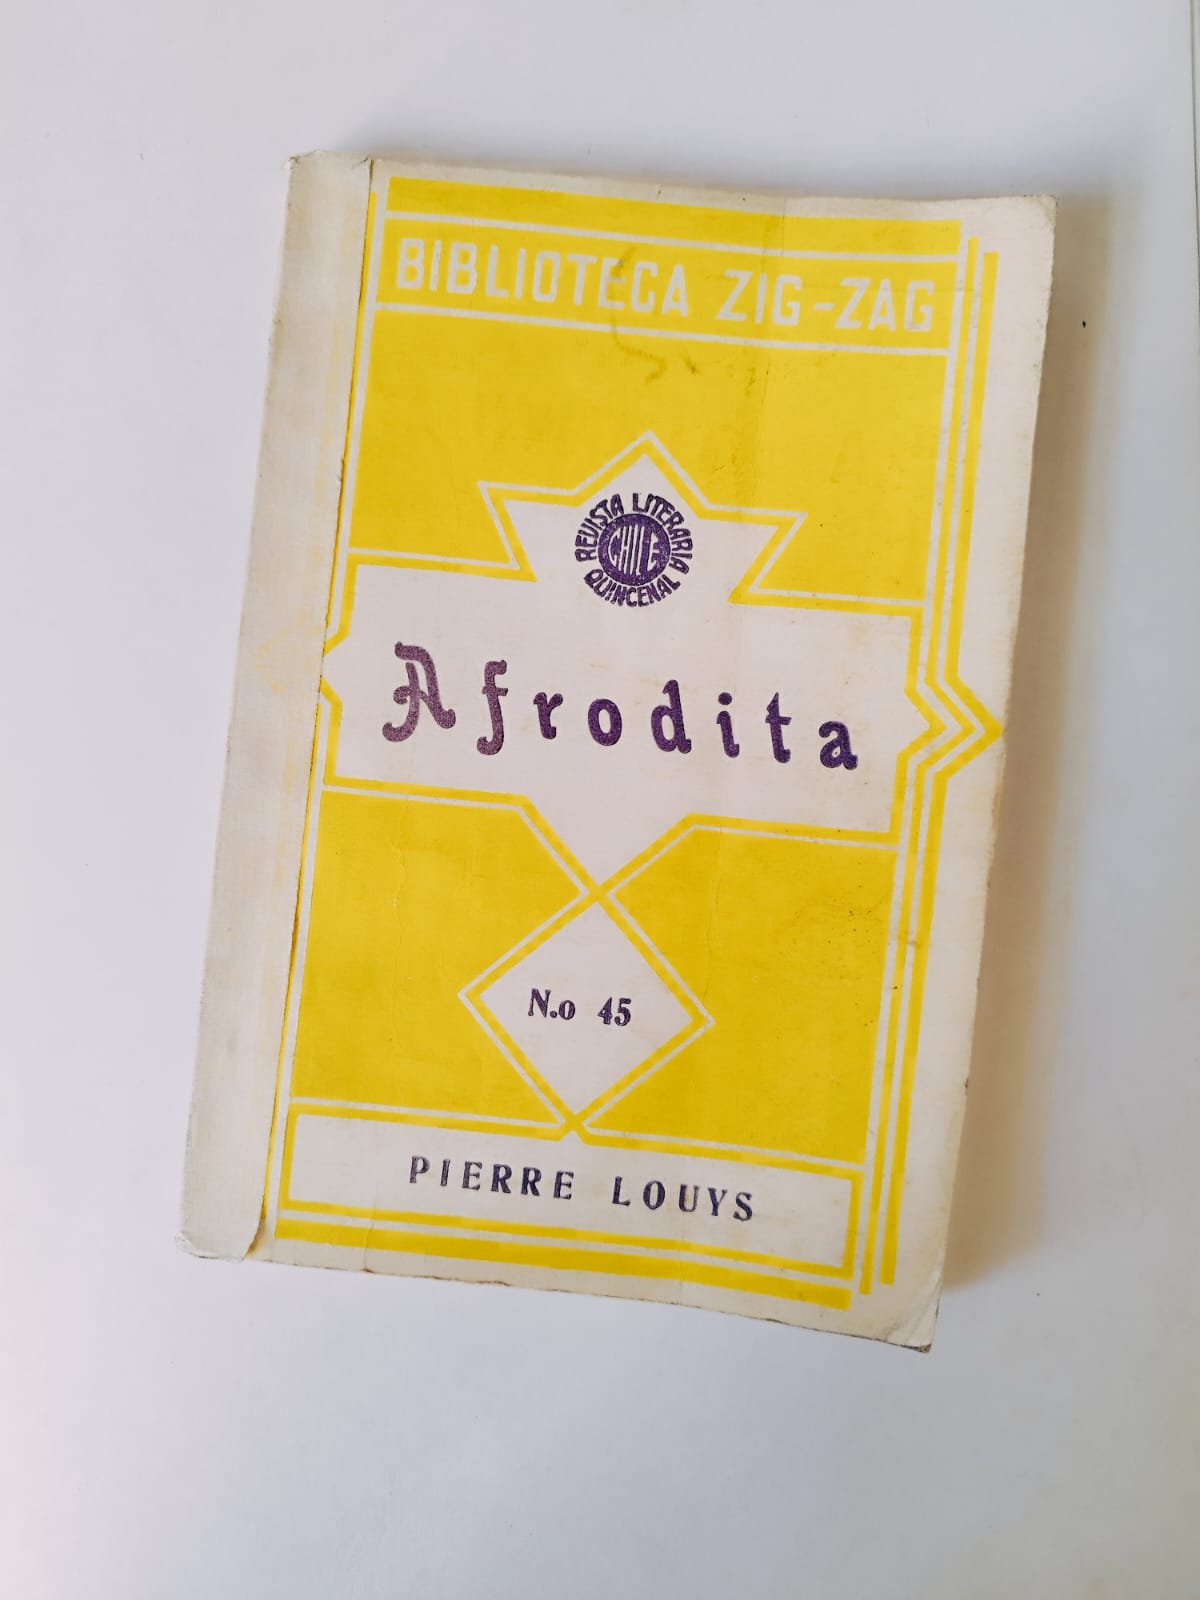 BIBLIOTECA ZIG-ZAG
REVISTA LITERARIA
CHILE
QUINCENAL
Afrodita
N.o 45
PIERRE LOUYS